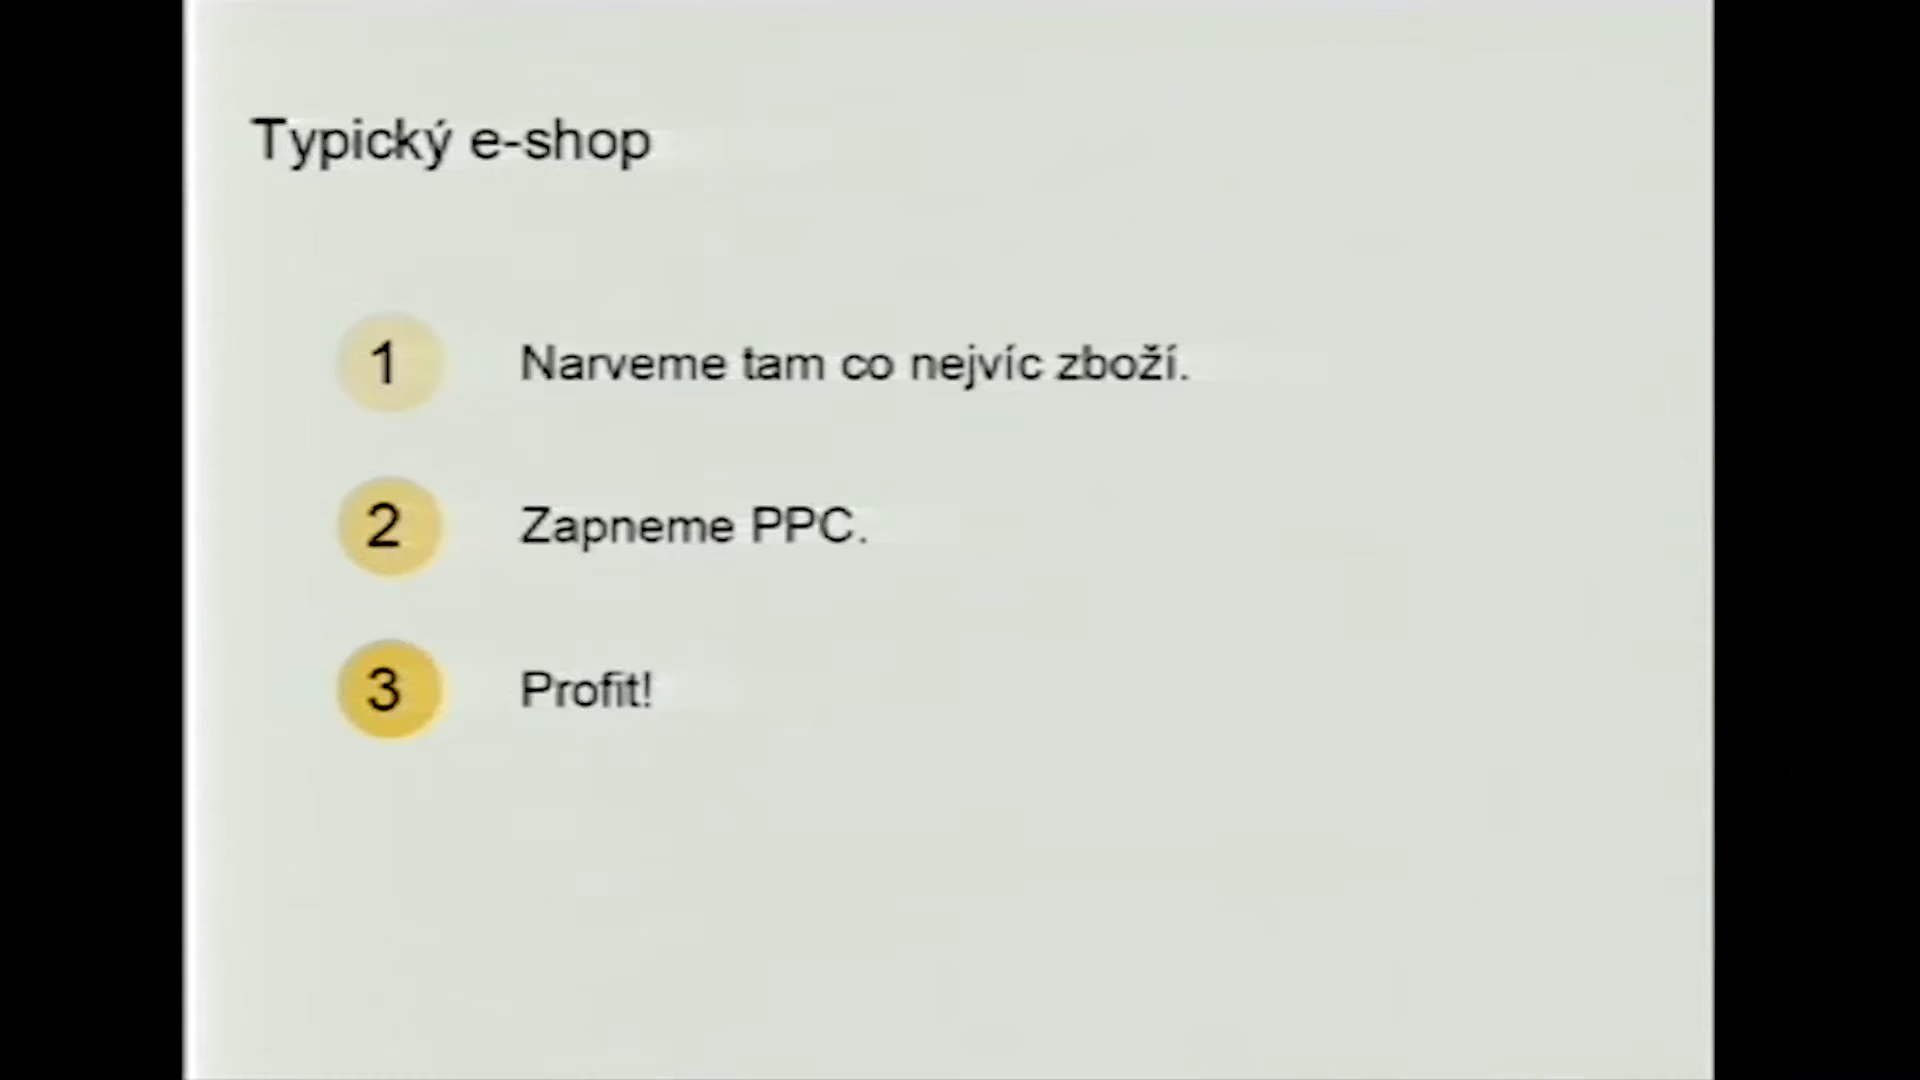 Typický e-shop
1 Narveme tam co nejvíc zboží.
2 Zapneme PPC.
3 Profit!